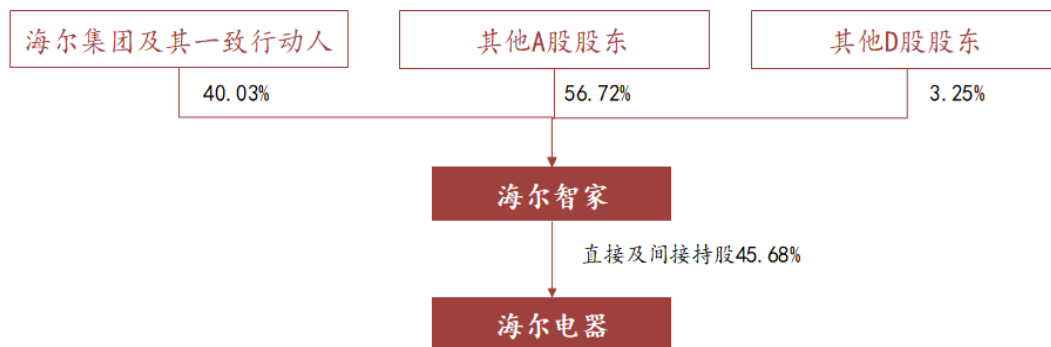 海尔集团及其一致行动人
其他A股股东
其他D股股东
40.03%
56.72%
3.25%
海尔智家
直接及间接持股45.68%
海尔电器